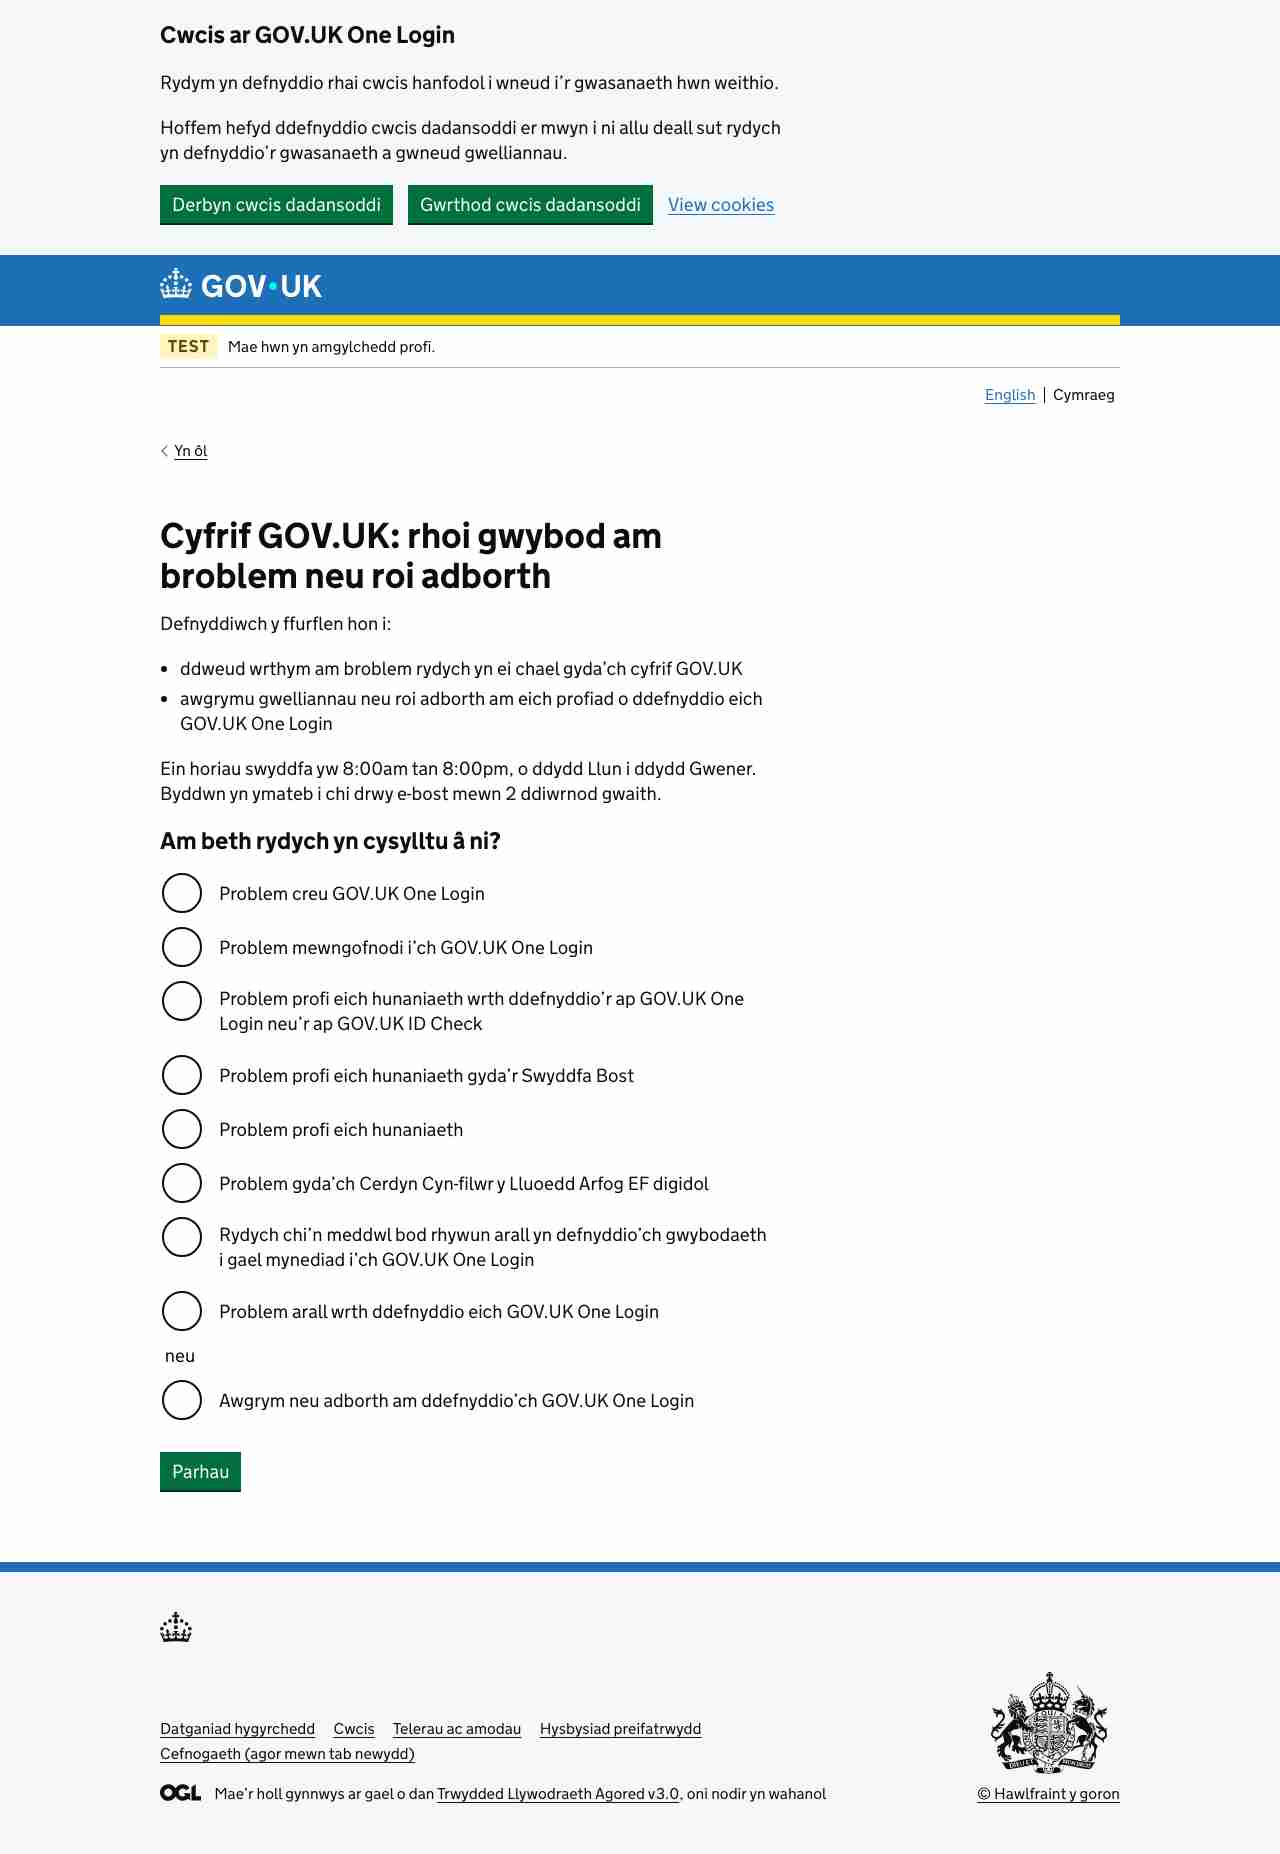 Cwcis ar GOV.UK One Login
Rydym yn defnyddio rhai cwcis hanfodol i wneud i’r gwasanaeth hwn weithio.
Hoffem hefyd ddefnyddio cwcis dadansoddi er mwyn i ni allu deall sut rydych
yn defnyddio’r gwasanaeth a gwneud gwelliannau.
Derbyn cwcis dadansoddi Gwrthod cwcis dadansoddi View cookies
GOV·UK
TEST Mae hwn yn amgylchedd profi.
English | Cymraeg
Yn ôl
Cyfrif GOV.UK: rhoi gwybod am
broblem neu roi adborth
Defnyddiwch y ffurflen hon i:
• ddweud wrthym am broblem rydych yn ei chael gyda’ch cyfrif GOV.UK
• awgrymu gwelliannau neu roi adborth am eich profiad o ddefnyddio eich
GOV.UK One Login
Ein horiau swyddfa yw 8:00am tan 8:00pm, o ddydd Llun i ddydd Gwener.
Byddwn yn ymateb i chi drwy e-bost mewn 2 ddiwrnod gwaith.
Am beth rydych yn cysylltu â ni?
Problem creu GOV.UK One Login
Problem mewngofnodi i’ch GOV.UK One Login
Problem profi eich hunaniaeth wrth ddefnyddio’r ap GOV.UK One
Login neu’r ap GOV.UK ID Check
Problem profi eich hunaniaeth gyda’r Swyddfa Bost
Problem profi eich hunaniaeth
Problem gyda’ch Cerdyn Cyn-filwr y Lluoedd Arfog EF digidol
Rydych chi’n meddwl bod rhywun arall yn defnyddio’ch gwybodaeth
i gael mynediad i’ch GOV.UK One Login
Problem arall wrth ddefnyddio eich GOV.UK One Login
neu
Awgrym neu adborth am ddefnyddio’ch GOV.UK One Login
Parhau
Datganiad hygyrchedd Cwcis Telerau ac amodau Hysbysiad preifatrwydd
Cefnogaeth (agor mewn tab newydd)
OGL Mae’r holl gynnwys ar gael o dan Trwydded Llywodraeth Agored v3.0, oni nodir yn wahanol
© Hawlfraint y goron